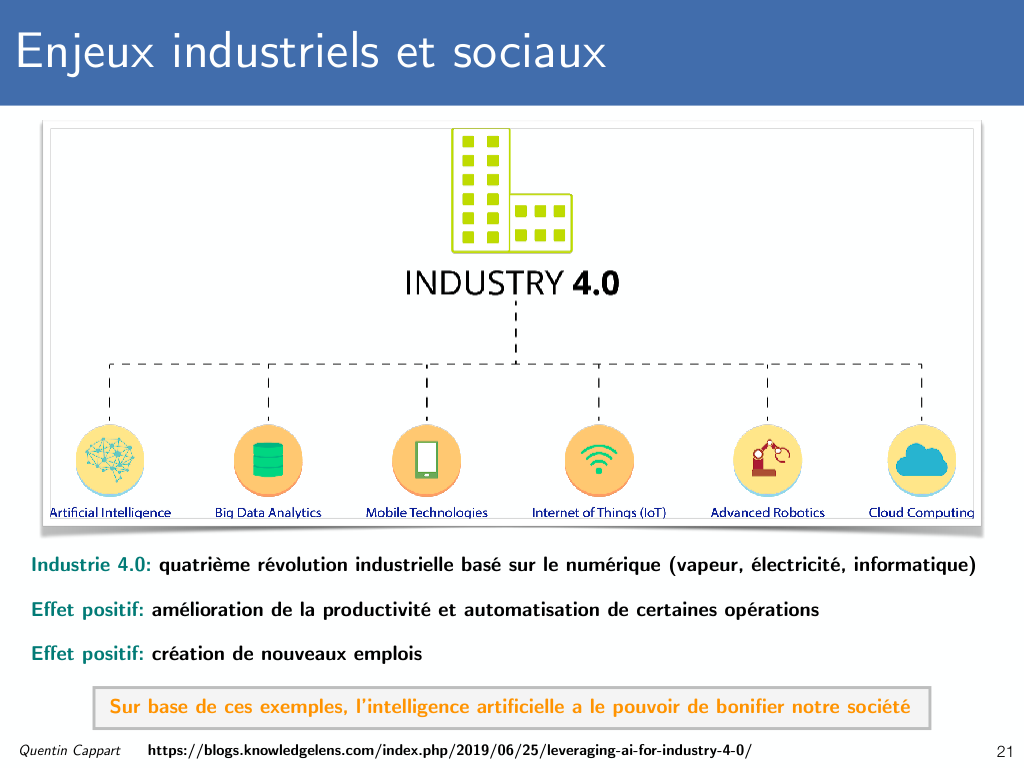 Enjeux industriels et sociaux
INDUSTRY 4.0
Artificial Intelligence
Big Data Analytics
Mobile Technologies
Internet of Things (IoT)
Advanced Robotics
Cloud Computing
Industrie 4.0: quatrième révolution industrielle basé sur le numérique (vapeur, électricité, informatique)
Effet positif: amélioration de la productivité et automatisation de certaines opérations
Effet positif: création de nouveaux emplois
Sur base de ces exemples, l'intelligence artificielle a le pouvoir de bonifier notre société
Quentin Cappart https://blogs.knowledgelens.com/index.php/2019/06/25/leveraging-ai-for-industry-4-0/ 21